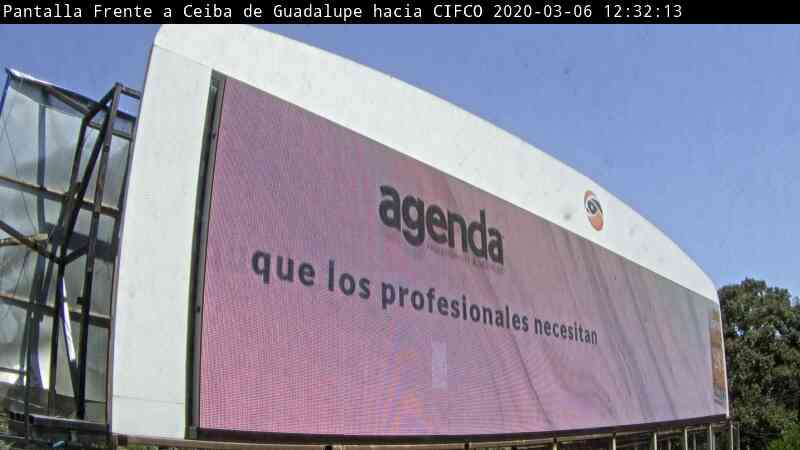 Pantalla Frente a Ceiba de Guadalupe hacia CIFCO 2020-03-06 12:32:13
agenda
que los profesionales necesitan